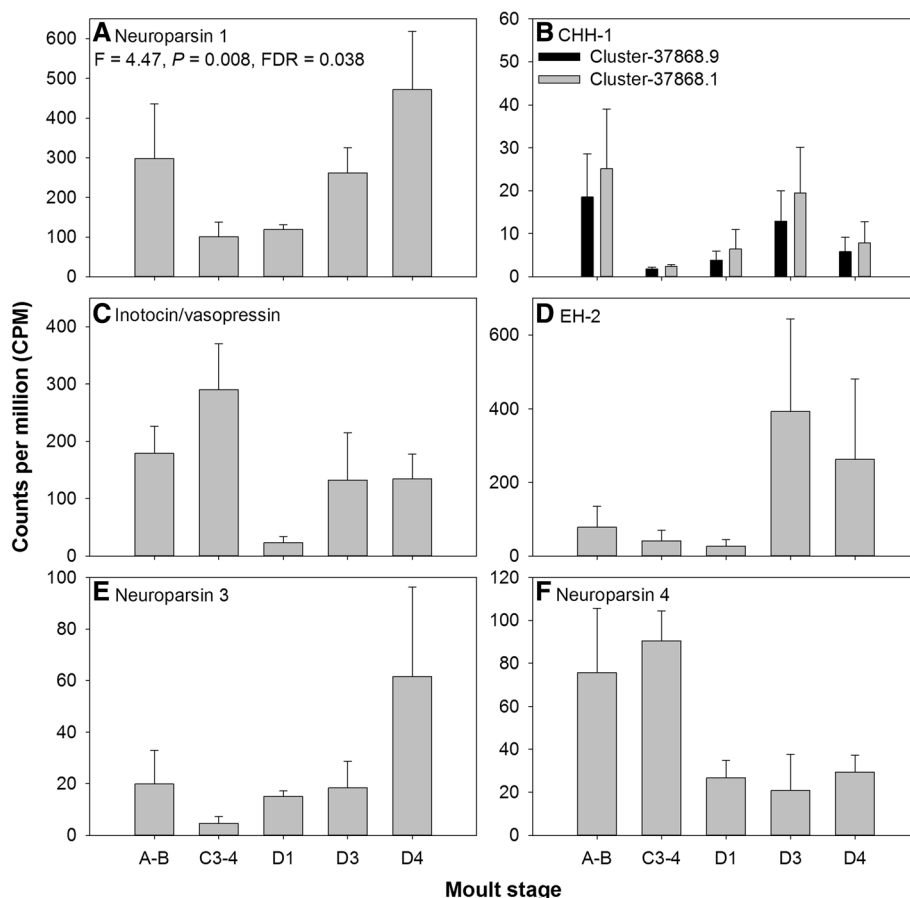 A Neuroparsin 1
F = 4.47, P = 0.008, FDR = 0.038
600
500
400
300
200
100
0
B CHH-1
Cluster-37868.9
Cluster-37868.1
60
50
40
30
20
10
0
C Inotocin/vasopressin
400
300
200
100
0
D EH-2
600
400
200
0
E Neuroparsin 3
100
80
60
40
20
0
A-B C3-4 D1 D3 D4
F Neuroparsin 4
120
100
80
60
40
20
0
A-B C3-4 D1 D3 D4
Counts per million (CPM)
Moult stage